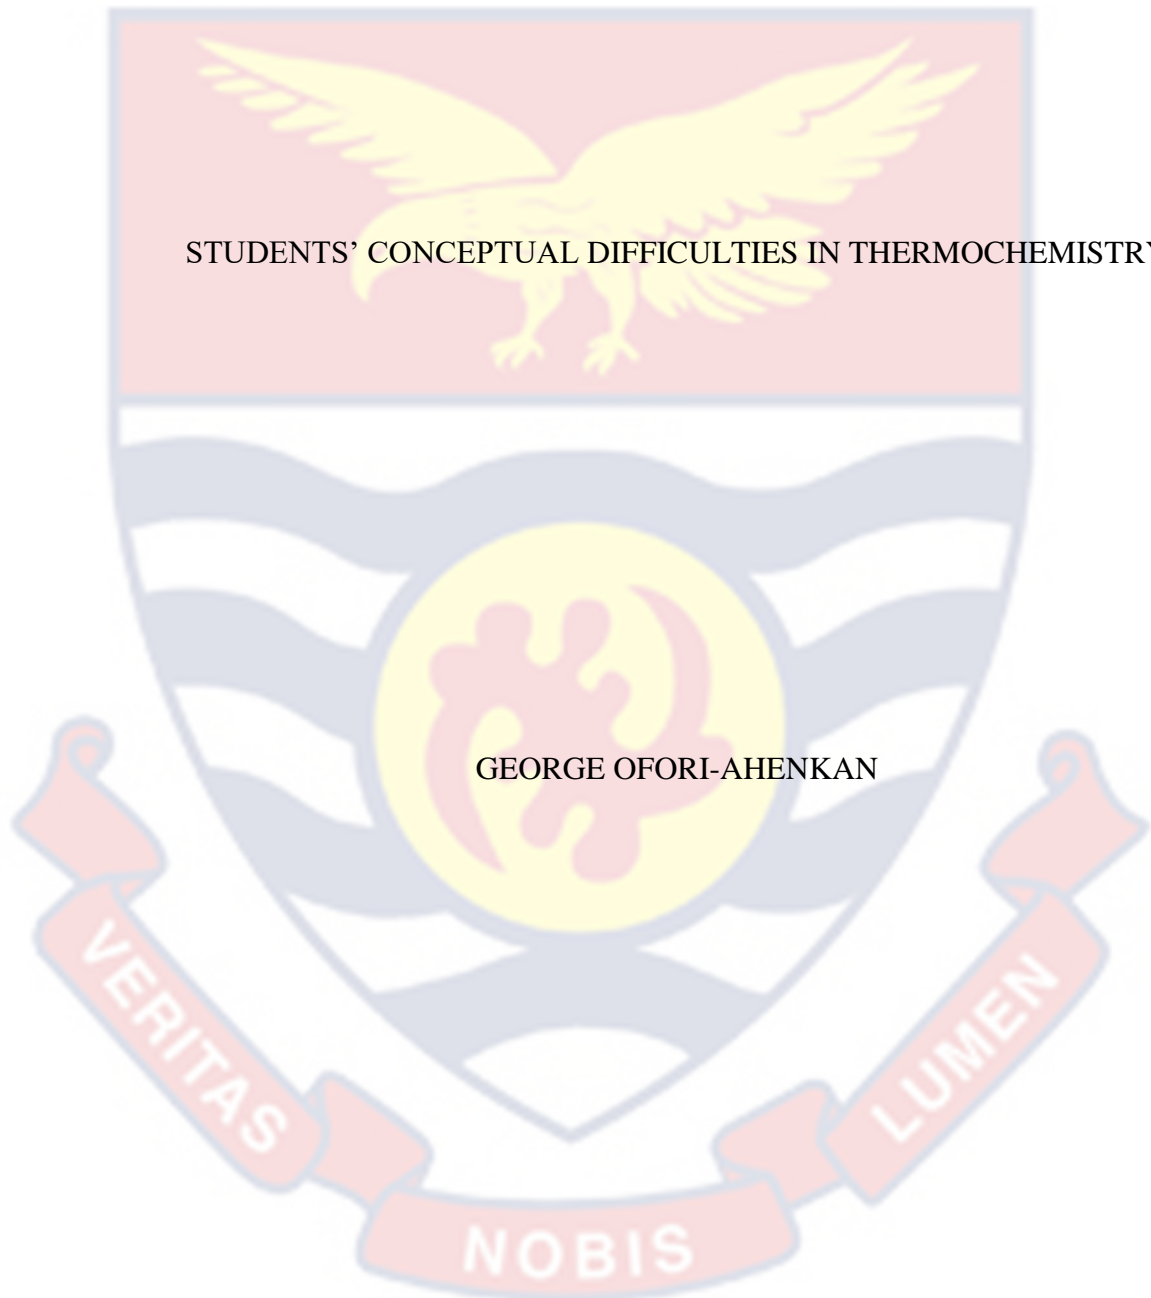 STUDENTS’ CONCEPTUAL DIFFICULTIES IN THERMOCHEMISTRY
GEORGE OFORI-AHENKAN
VERITAS
NOBIS
LUMEN